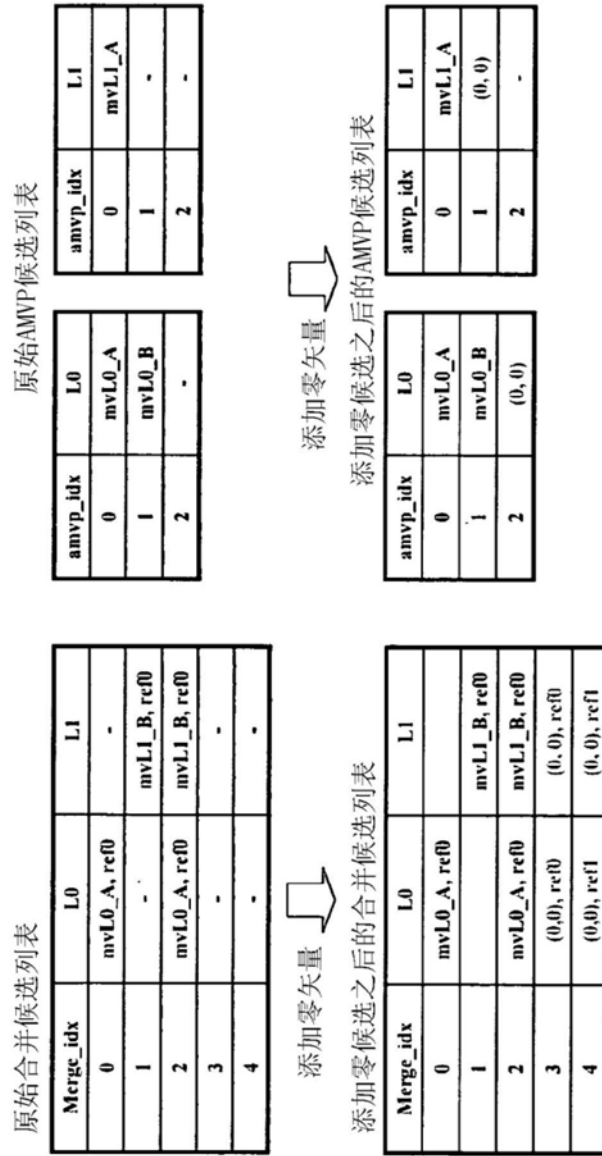 原始合并候选列表
Merge_idx L0 L1
0 mvL0_A, ref0 -
1 - mvL1_B, ref0
2 mvL0_A, ref0 mvL1_B, ref0
3 - -
4 - -
添加零矢量
添加零候选之后的合并候选列表
Merge_idx L0 L1
0 mvL0_A, ref0
1 mvL1_B, ref0
2 mvL0_A, ref0 mvL1_B, ref0
3 (0,0), ref0 (0, 0), ref0
4 (0,0), ref1 (0, 0), ref1
原始AMVP候选列表
amvp_idx L0
0 mvL0_A
1 mvL0_B
2 -
amvp_idx L1
0 mvL1_A
1 -
2 -
添加零矢量
添加零候选之后的AMVP候选列表
amvp_idx L0
0 mvL0_A
1 mvL0_B
2 (0, 0)
amvp_idx L1
0 mvL1_A
1 (0, 0)
2 -